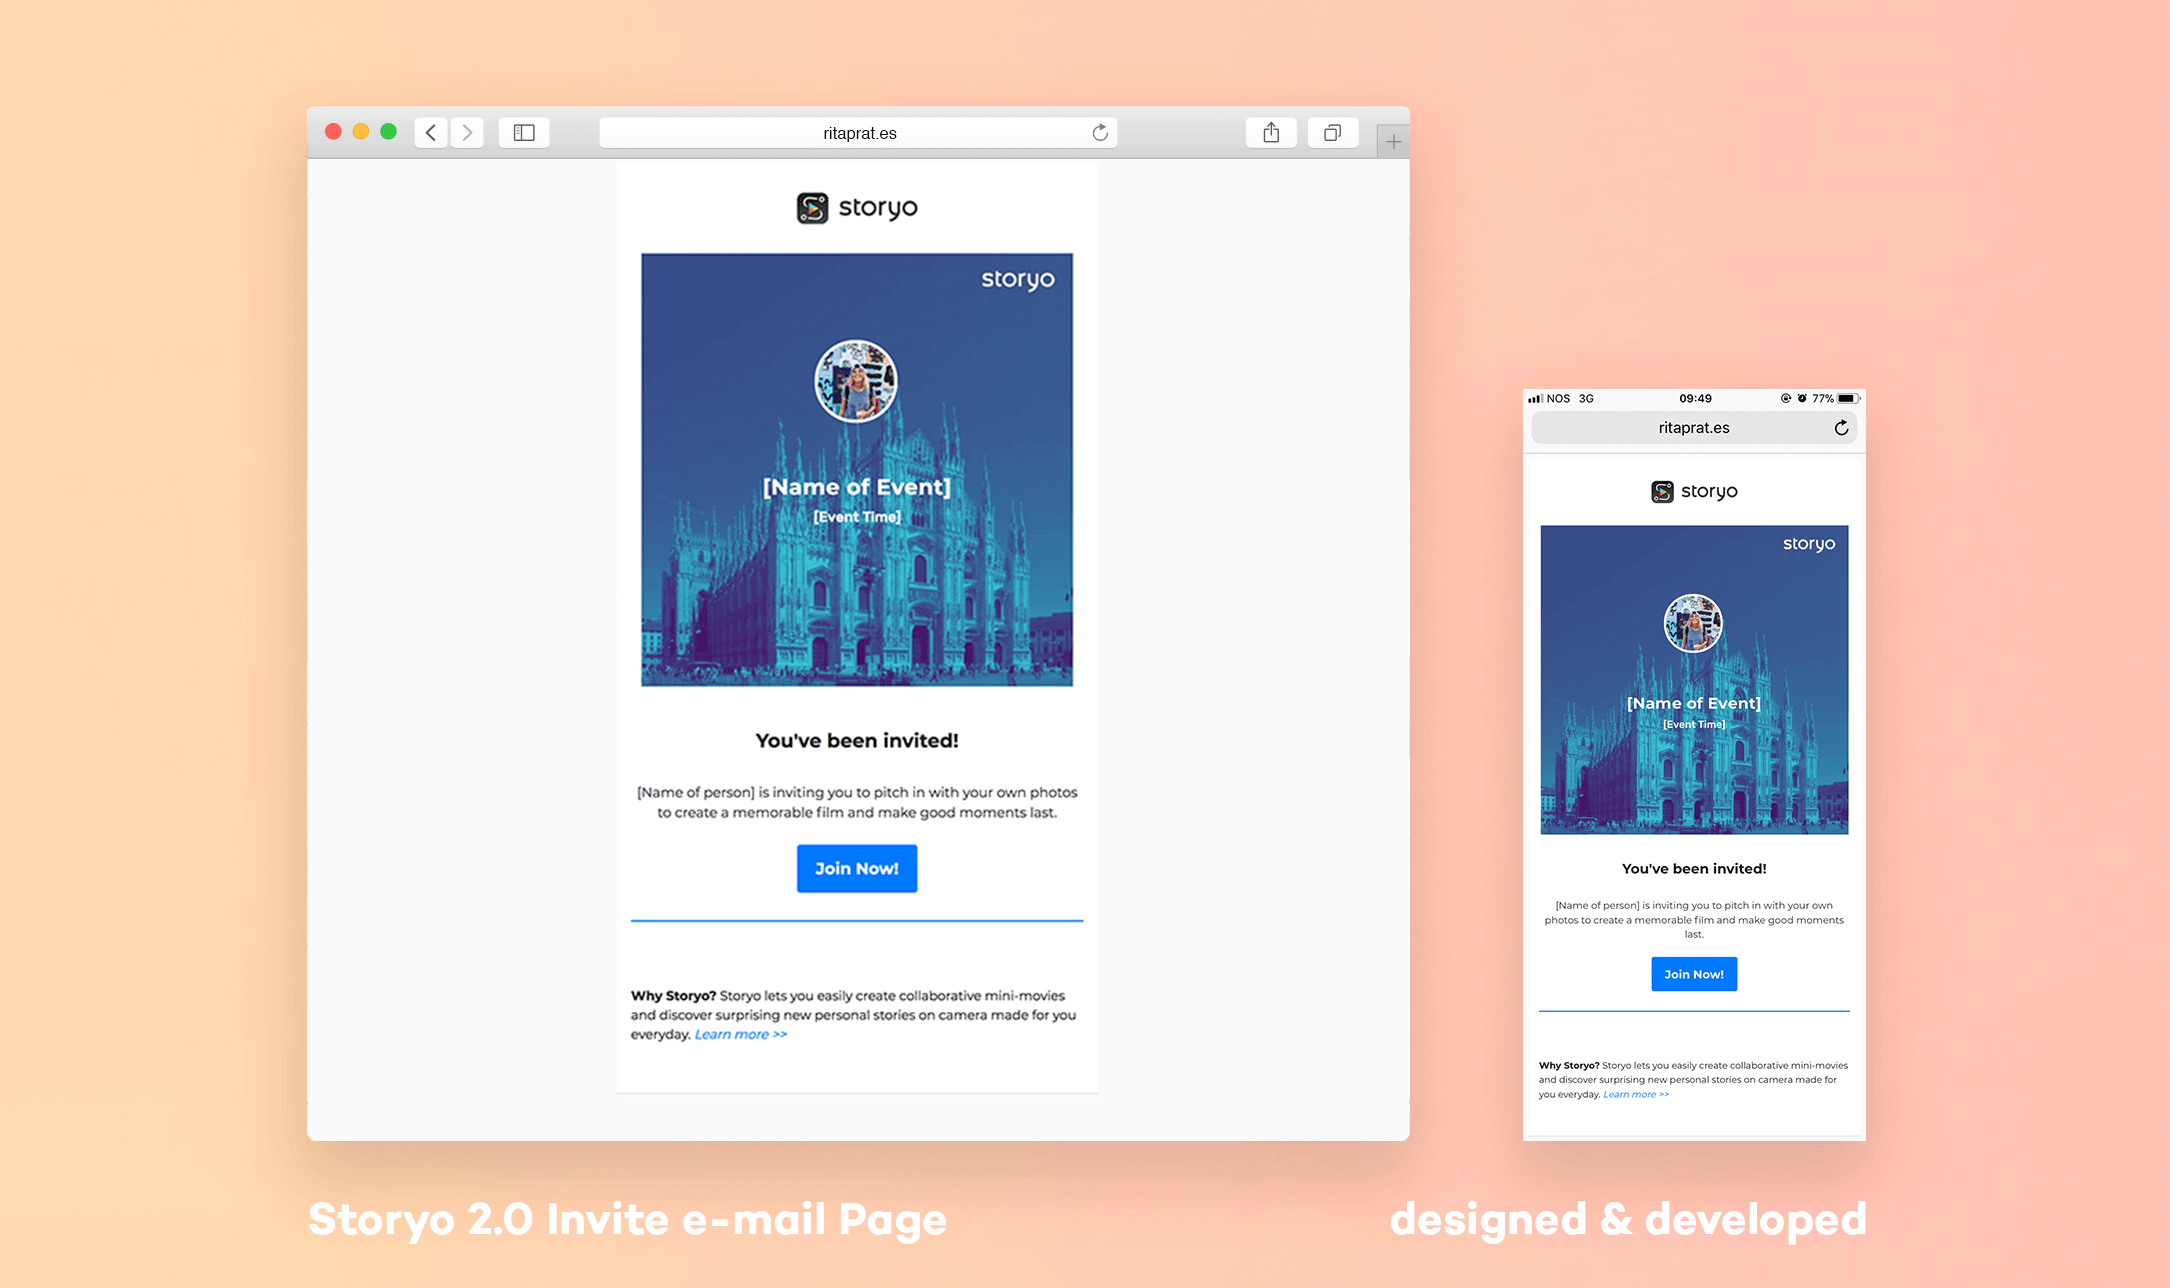 ritaprat.es
storyo
storyo
[Name of Event]
[Event Time]
You've been invited!
[Name of person] is inviting you to pitch in with your own photos
to create a memorable film and make good moments last.
Join Now!
Why Storyo? Storyo lets you easily create collaborative mini-movies
and discover surprising new personal stories on camera made for you
everyday. Learn more >>
NOS 3G 09:49 77%
ritaprat.es
storyo
storyo
[Name of Event]
[Event Time]
You've been invited!
[Name of person] is inviting you to pitch in with your own
photos to create a memorable film and make good moments
last.
Join Now!
Why Storyo? Storyo lets you easily create collaborative mini-movies
and discover surprising new personal stories on camera made for
you everyday. Learn more >>
Storyo 2.0 Invite e-mail Page
designed & developed